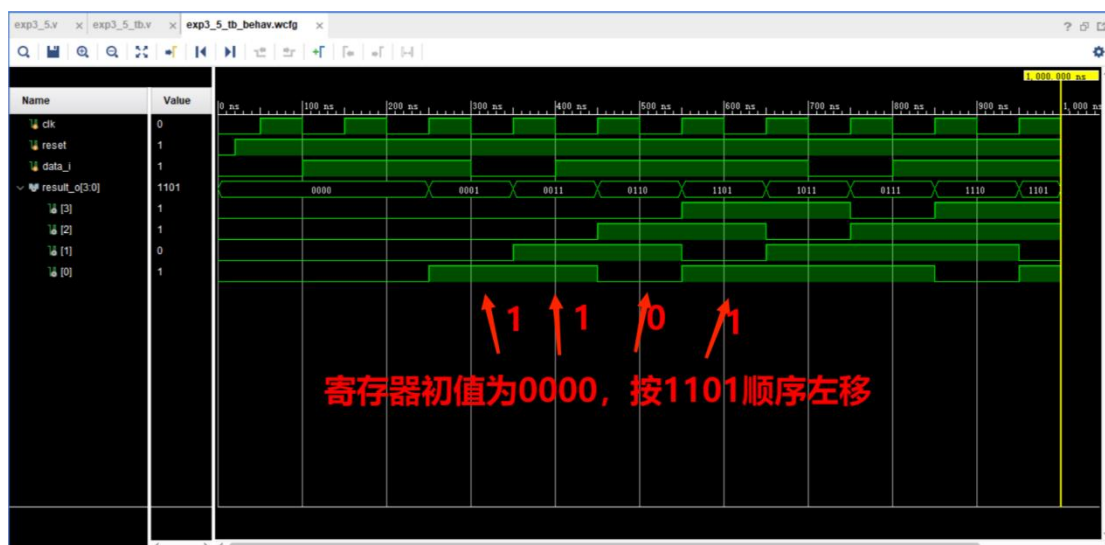 exp3_5.v × exp3_5_tb.v × exp3_5_tb_behav.wcfg × ?
1,000.000 ns
Name Value 0 ns 100 ns 200 ns 300 ns 400 ns 500 ns 600 ns 700 ns 800 ns 900 ns 1,000 ns
clk 0
reset 1
data_i 1
result_o[3:0] 1101 0000 0001 0011 0110 1101 1011 0111 1110 1101
[3] 1
[2] 1
[1] 0
[0] 1
1 1 0 1
寄存器初值为0000，按1101顺序左移